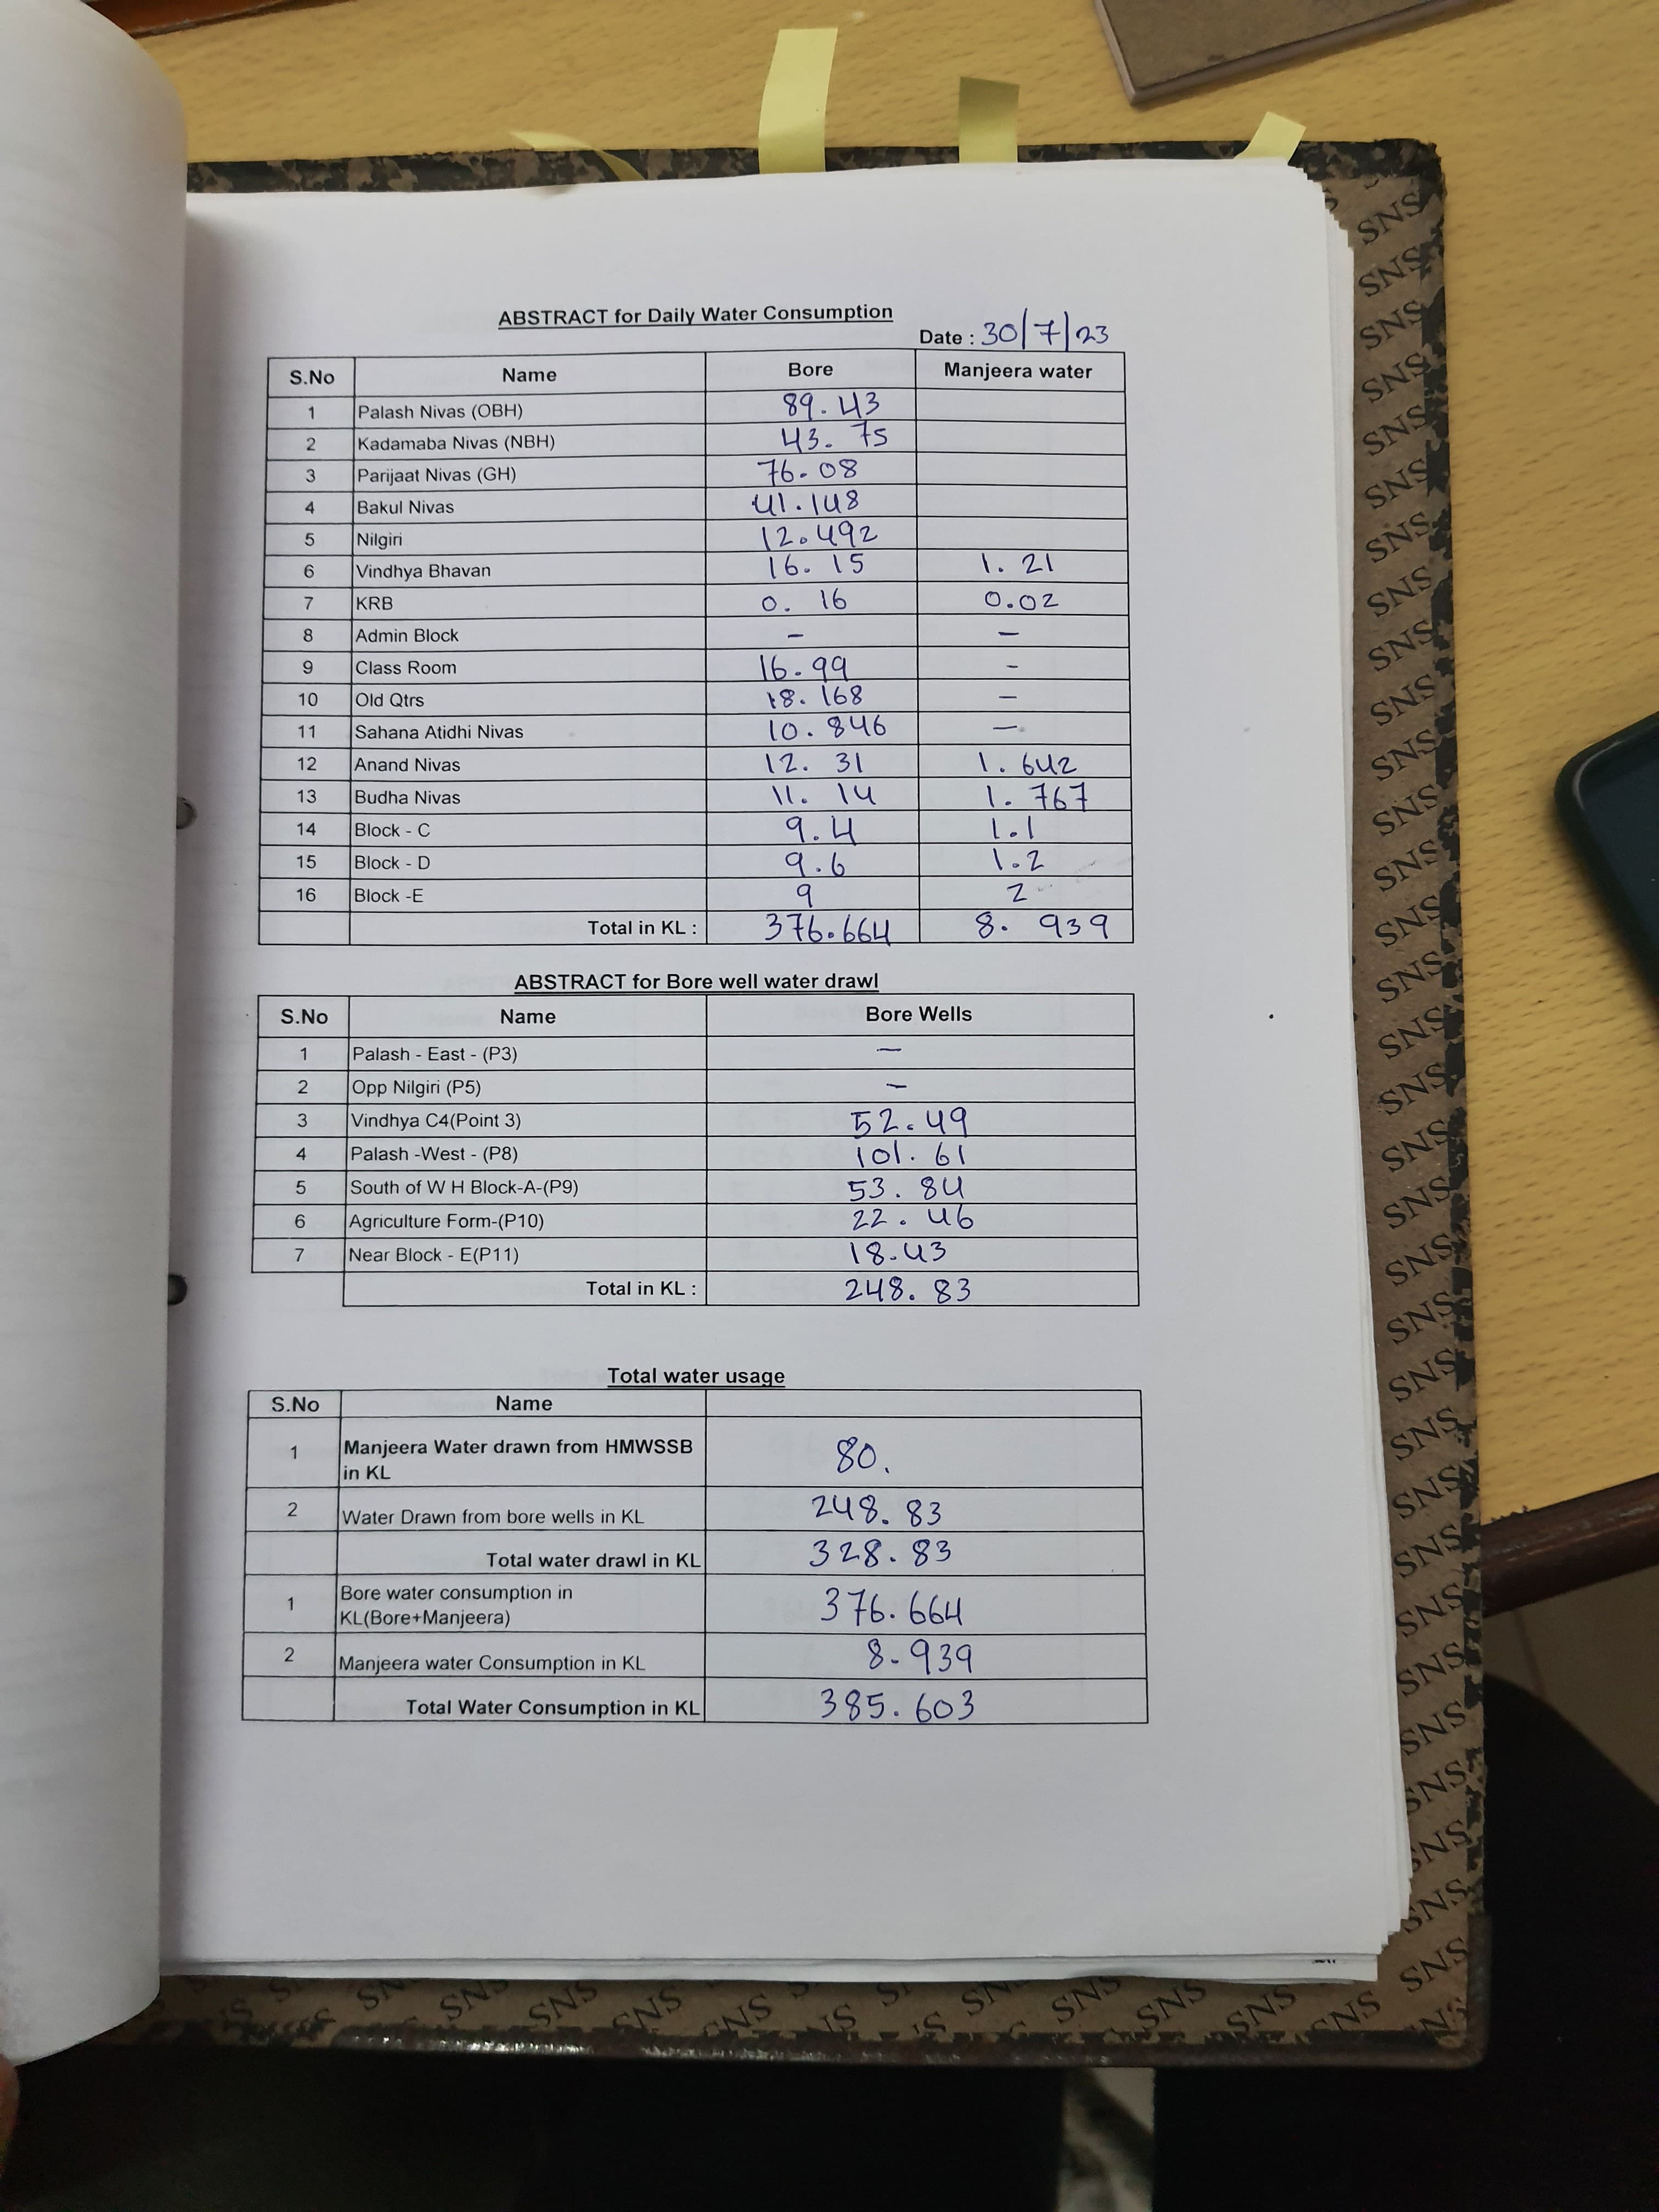 ABSTRACT for Daily Water Consumption
Date : 30/7/23
S.No Name Bore Manjeera water
1 Palash Nivas (OBH) 89.43
2 Kadamaba Nivas (NBH) 43.75
3 Parijaat Nivas (GH) 76.08
4 Bakul Nivas 41.148
5 Nilgiri 12.492
6 Vindhya Bhavan 16.15 1.21
7 KRB 0.16 0.02
8 Admin Block – –
9 Class Room 16.99 –
10 Old Qtrs 18.168 –
11 Sahana Atidhi Nivas 10.846 –
12 Anand Nivas 12.31 1.642
13 Budha Nivas 11.14 1.767
14 Block - C 9.4 1.1
15 Block - D 9.6 1.2
16 Block -E 9 2
Total in KL : 376.664 8.939
ABSTRACT for Bore well water drawl
S.No Name Bore Wells
1 Palash - East - (P3) –
2 Opp Nilgiri (P5) –
3 Vindhya C4(Point 3) 52.49
4 Palash -West - (P8) 101.61
5 South of W H Block-A-(P9) 53.84
6 Agriculture Form-(P10) 22.46
7 Near Block - E(P11) 18.43
Total in KL : 248.83
Total water usage
S.No Name
1 Manjeera Water drawn from HMWSSB in KL 80.
2 Water Drawn from bore wells in KL 248.83
Total water drawl in KL 328.83
1 Bore water consumption in KL(Bore+Manjeera) 376.664
2 Manjeera water Consumption in KL 8.939
Total Water Consumption in KL 385.603
SNS